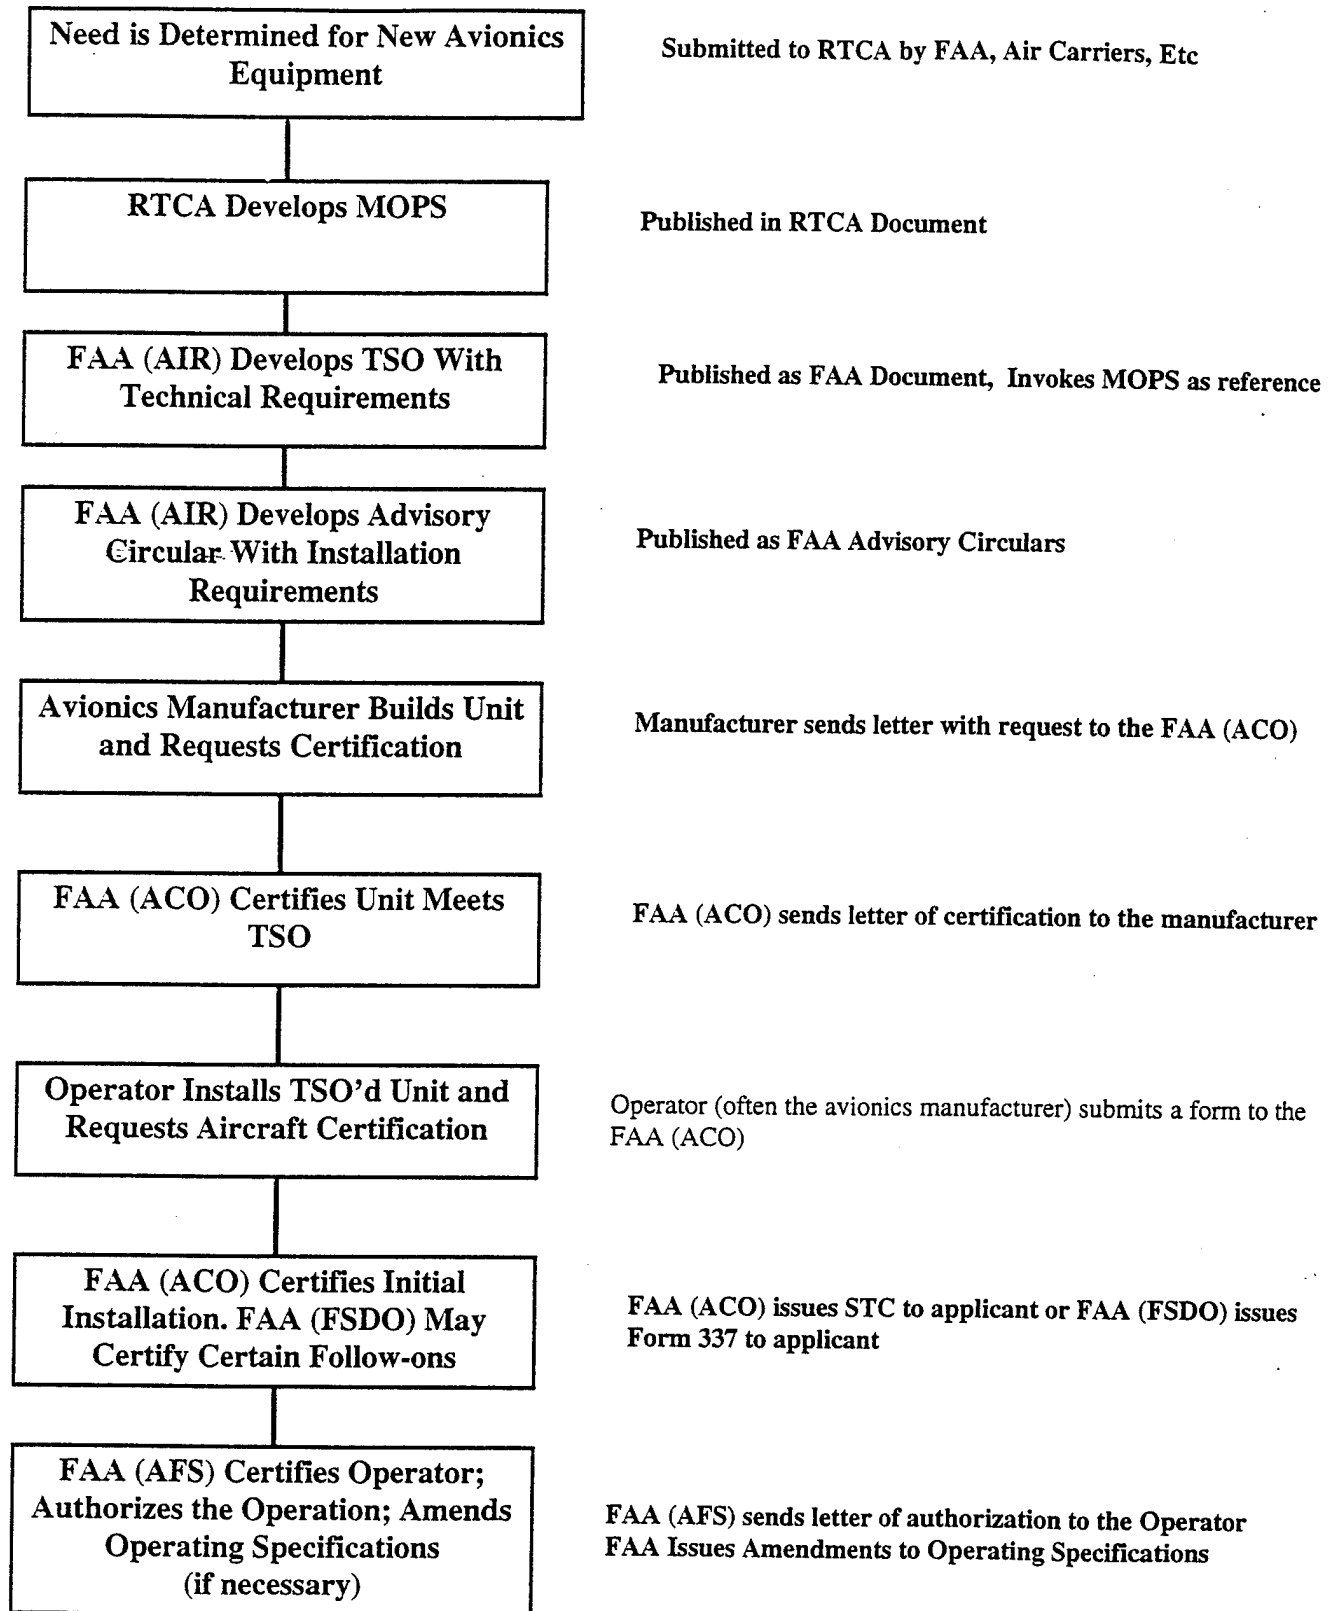 Need is Determined for New Avionics
Equipment
Submitted to RTCA by FAA, Air Carriers, Etc
RTCA Develops MOPS
Published in RTCA Document
FAA (AIR) Develops TSO With
Technical Requirements
Published as FAA Document, Invokes MOPS as reference
FAA (AIR) Develops Advisory
Circular With Installation
Requirements
Published as FAA Advisory Circulars
Avionics Manufacturer Builds Unit
and Requests Certification
Manufacturer sends letter with request to the FAA (ACO)
FAA (ACO) Certifies Unit Meets
TSO
FAA (ACO) sends letter of certification to the manufacturer
Operator Installs TSO'd Unit and
Requests Aircraft Certification
Operator (often the avionics manufacturer) submits a form to the
FAA (ACO)
FAA (ACO) Certifies Initial
Installation. FAA (FSDO) May
Certify Certain Follow-ons
FAA (ACO) issues STC to applicant or FAA (FSDO) issues
Form 337 to applicant
FAA (AFS) Certifies Operator;
Authorizes the Operation; Amends
Operating Specifications
(if necessary)
FAA (AFS) sends letter of authorization to the Operator
FAA Issues Amendments to Operating Specifications